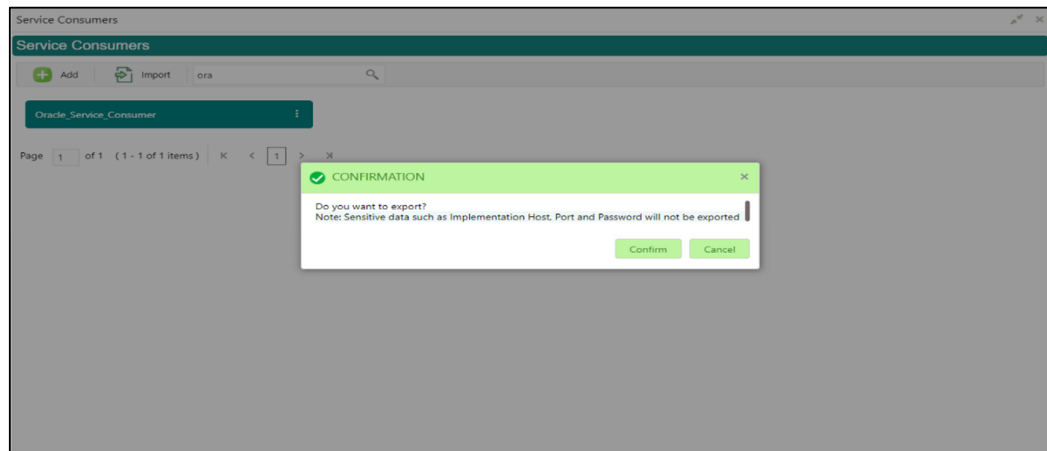 Service Consumers
Service Consumers
Add Import ora
Oracle_Service_Consumer
Page 1 of 1 (1 - 1 of 1 items) K < 1 > >|
CONFIRMATION
Do you want to export?
Note: Sensitive data such as Implementation Host, Port and Password will not be exported
Confirm Cancel